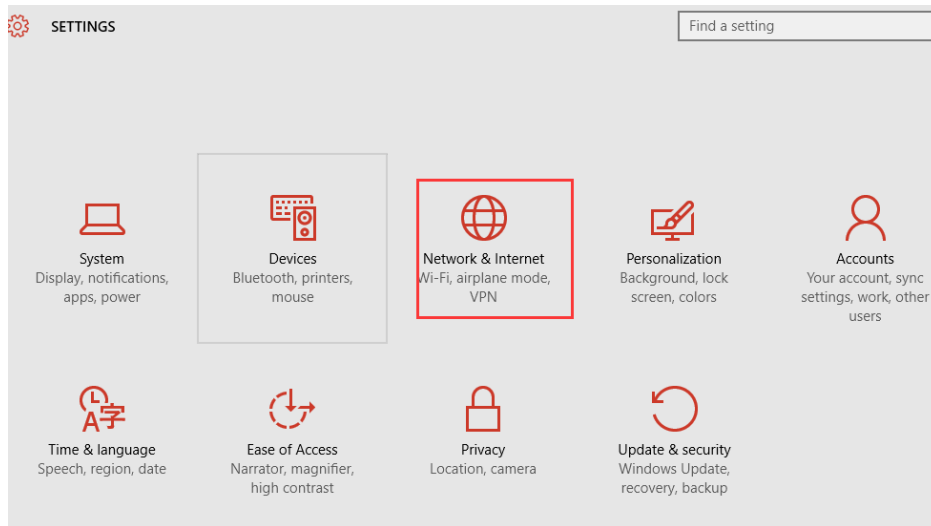 SETTINGS
Find a setting
System
Display, notifications,
apps, power
Devices
Bluetooth, printers,
mouse
Network & Internet
Wi-Fi, airplane mode,
VPN
Personalization
Background, lock
screen, colors
Accounts
Your account, sync
settings, work, other
users
A字
Time & language
Speech, region, date
Ease of Access
Narrator, magnifier,
high contrast
Privacy
Location, camera
Update & security
Windows Update,
recovery, backup